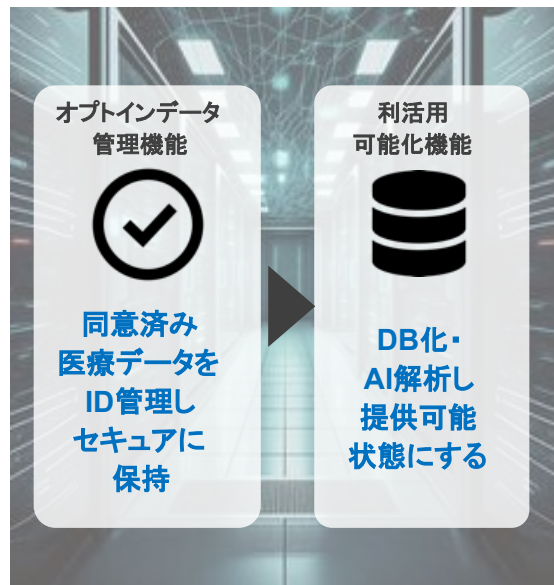 オプトインデータ
管理機能
同意済み
医療データを
ID管理し
セキュアに
保持
利活用
可能化機能
DB化・
AI解析し
提供可能
状態にする